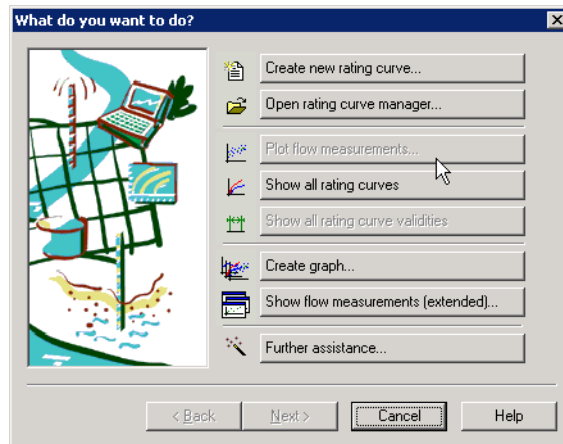 What do you want to do?
Create new rating curve...
Open rating curve manager...
Plot flow measurements...
Show all rating curves
Show all rating curve validities
Create graph...
Show flow measurements (extended)...
Further assistance...
< Back
Next >
Cancel
Help